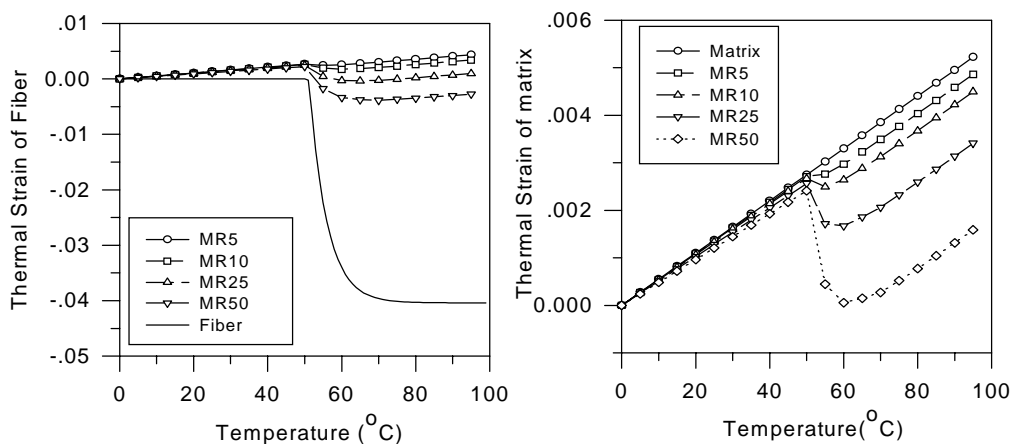 Thermal Strain of Fiber
.01
0.00
-.01
-.02
-.03
-.04
-.05
MR5
MR10
MR25
MR50
Fiber
0 20 40 60 80 100
Temperature (°C)
Thermal Strain of matrix
.006
.004
.002
0.000
Matrix
MR5
MR10
MR25
MR50
0 20 40 60 80 100
Temperature(°C)